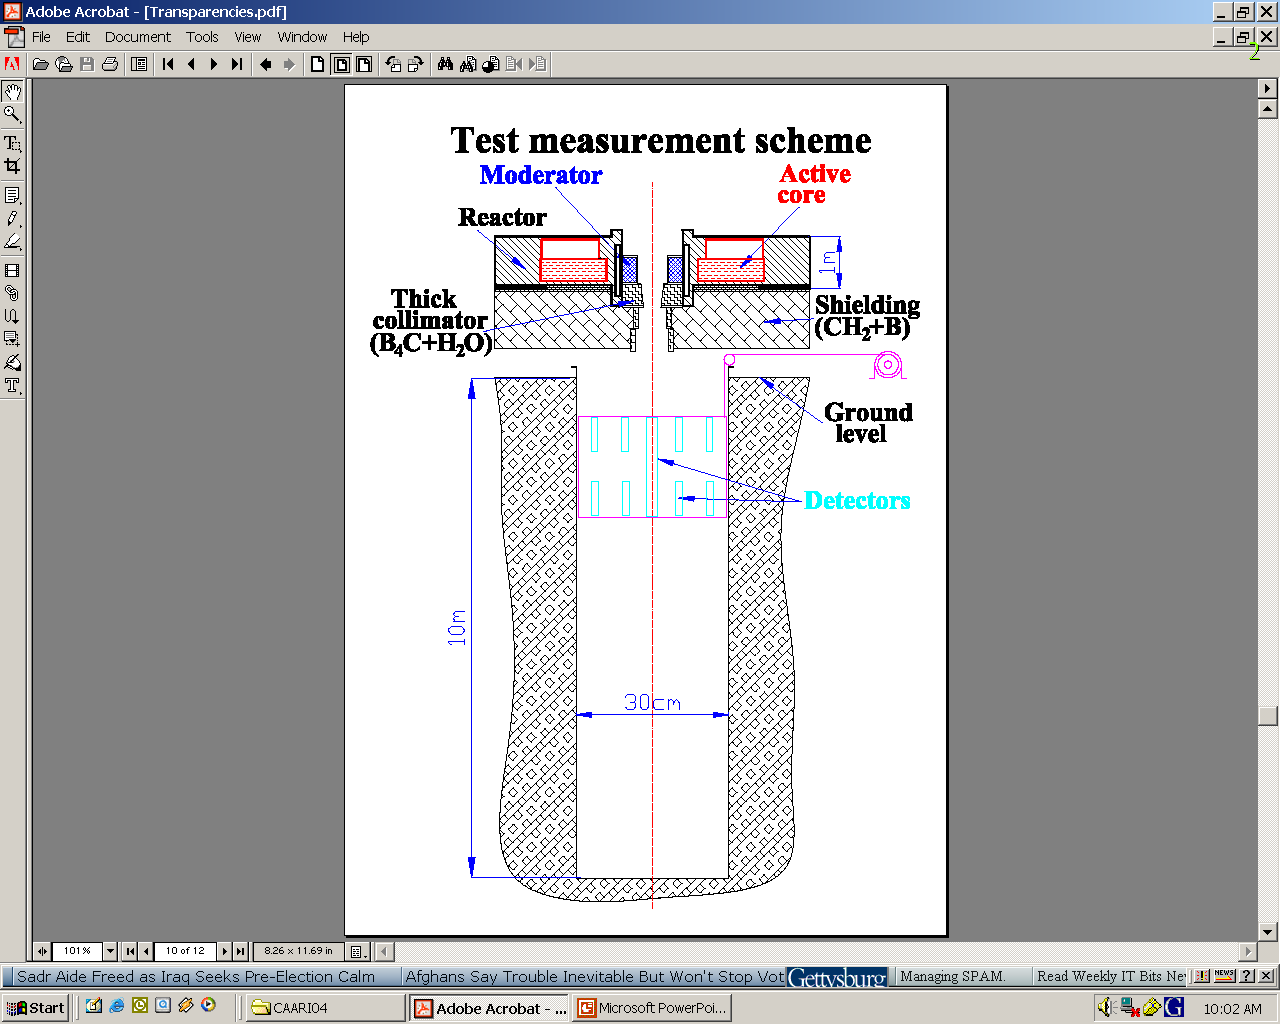 Adobe Acrobat - [Transparencies.pdf]
File Edit Document Tools View Window Help
2
Test measurement scheme
Moderator
Active
core
Reactor
1m
Thick
collimator
(B₄C+H₂O)
Shielding
(CH₂+B)
Ground
level
Detectors
10m
30cm
101%
10 of 12
8.26 x 11.69 in
Sadr Aide Freed as Iraq Seeks Pre-Election Calm
Afghans Say Trouble Inevitable But Won't Stop Vot
Gettysburg
Managing SPAM.
Read Weekly IT Bits Ne
NEWS
Start
CAARI04
Adobe Acrobat - ...
Microsoft PowerPoi...
10:02 AM